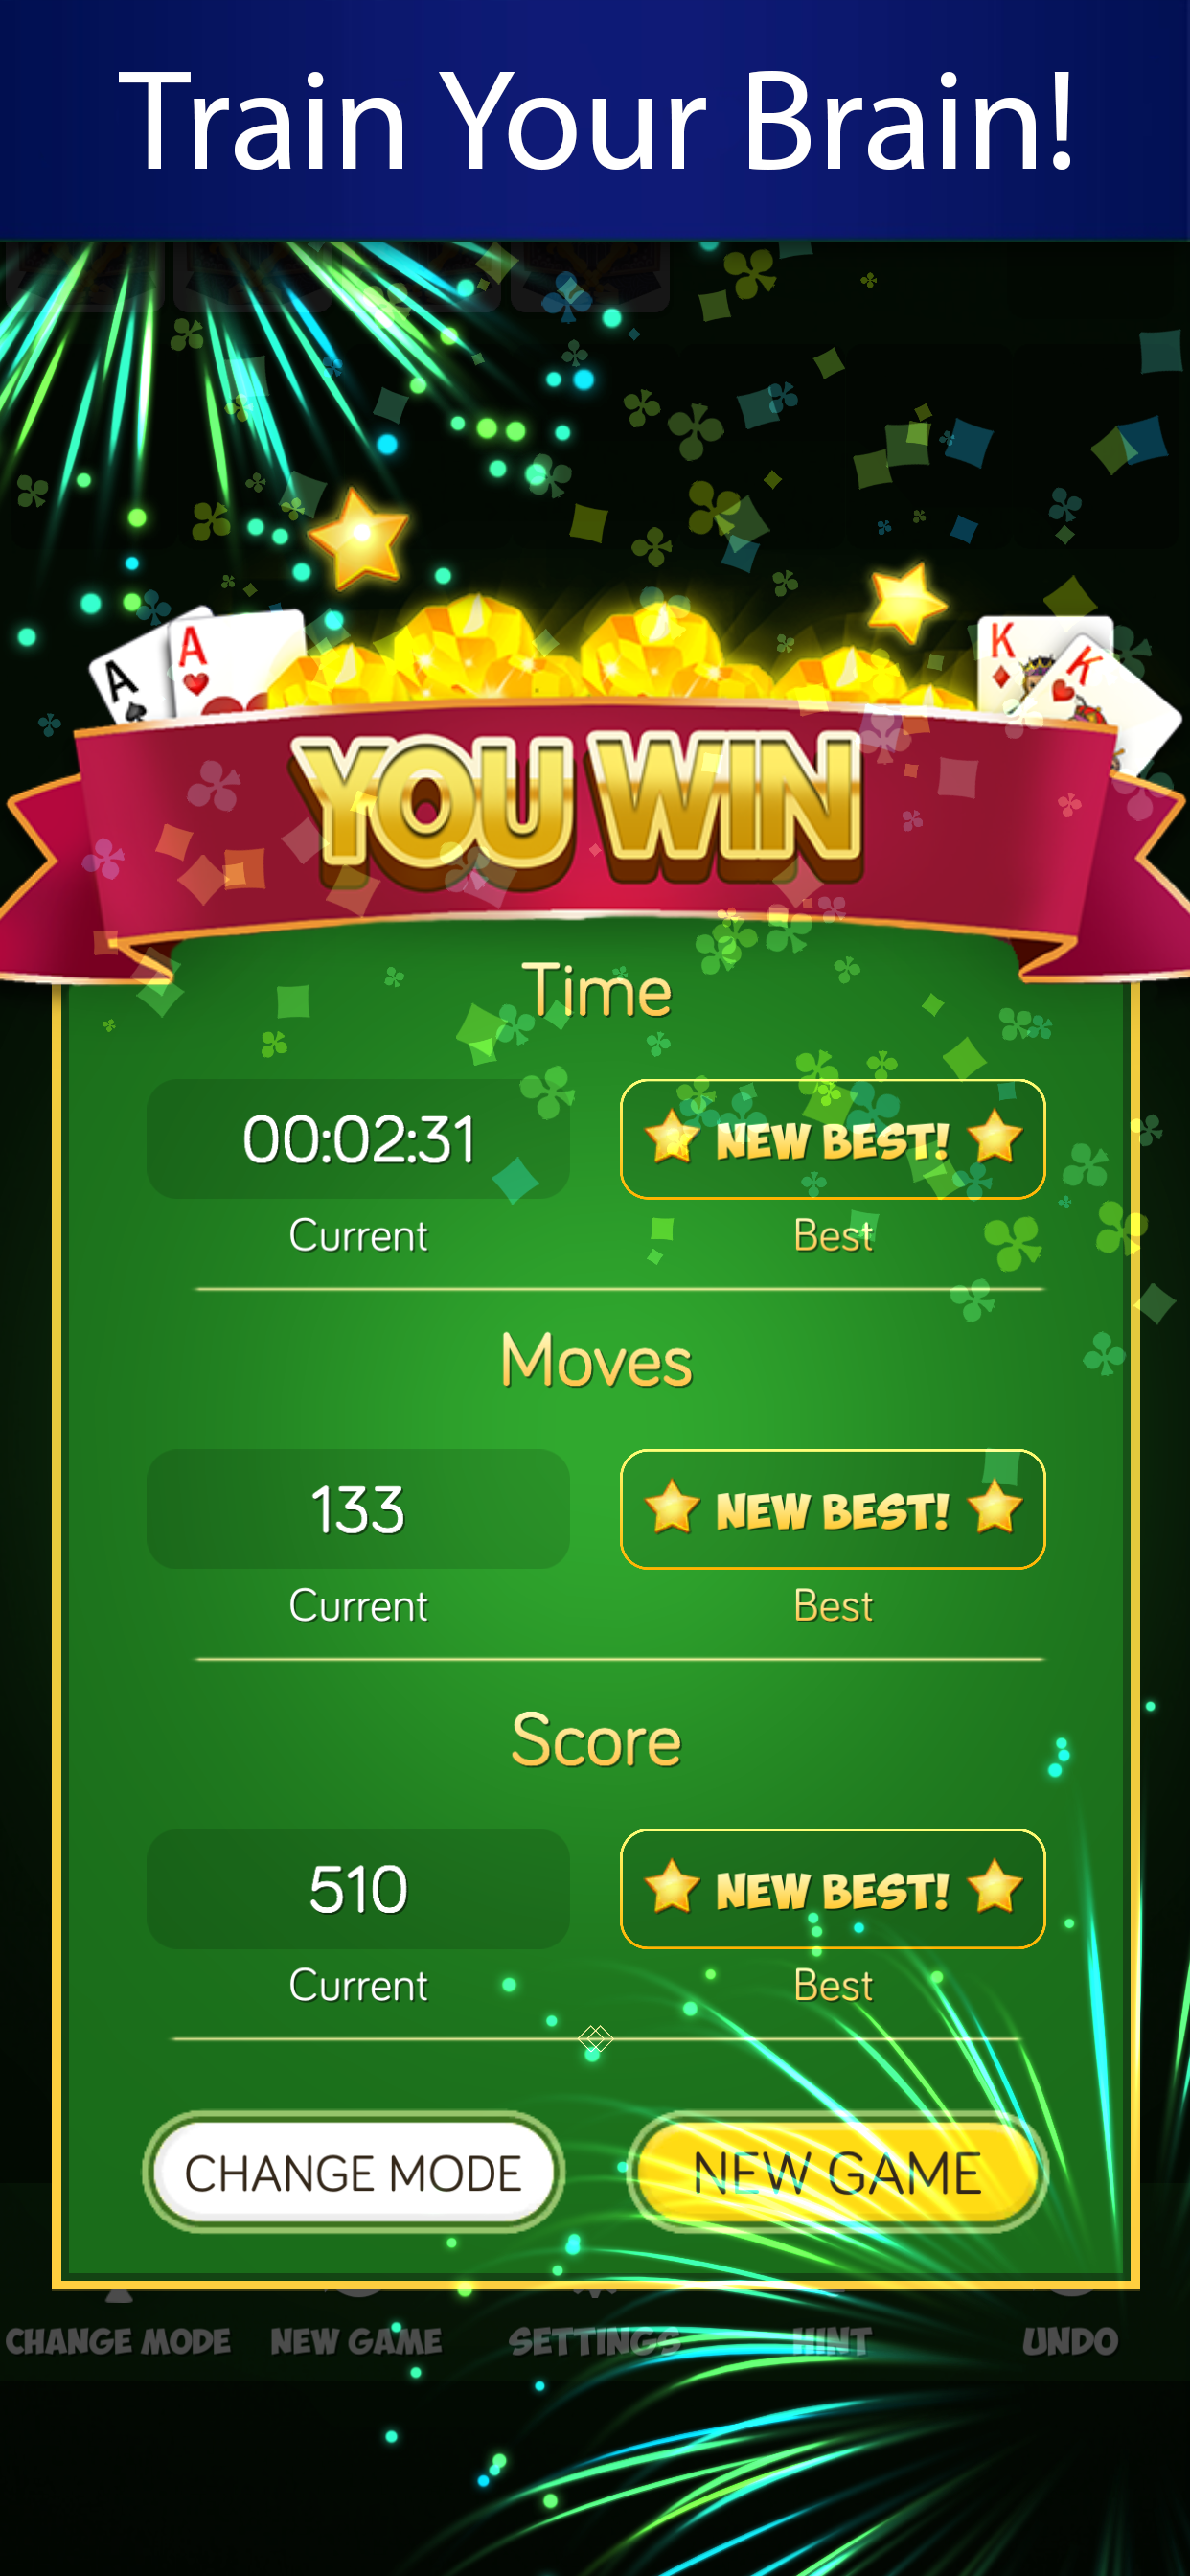 Train Your Brain!
A
A
K
K
YOU WIN
Time
00:02:31
NEW BEST!
Current
Best
Moves
133
NEW BEST!
Current
Best
Score
510
NEW BEST!
Current
Best
CHANGE MODE
NEW GAME
CHANGE MODE
NEW GAME
SETTINGS
HINT
UNDO